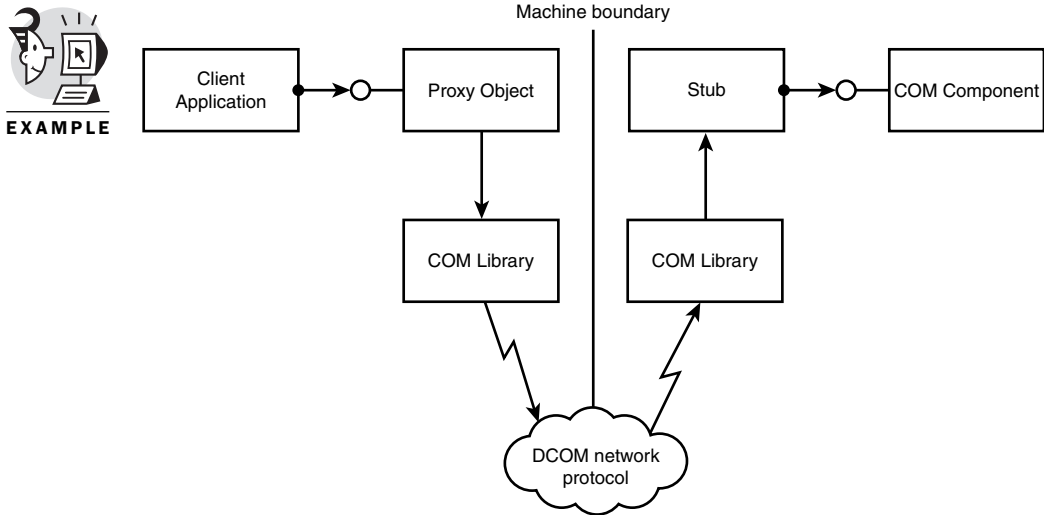 Machine boundary
EXAMPLE
Client
Application
Proxy Object
Stub
COM Component
COM Library
COM Library
DCOM network
protocol